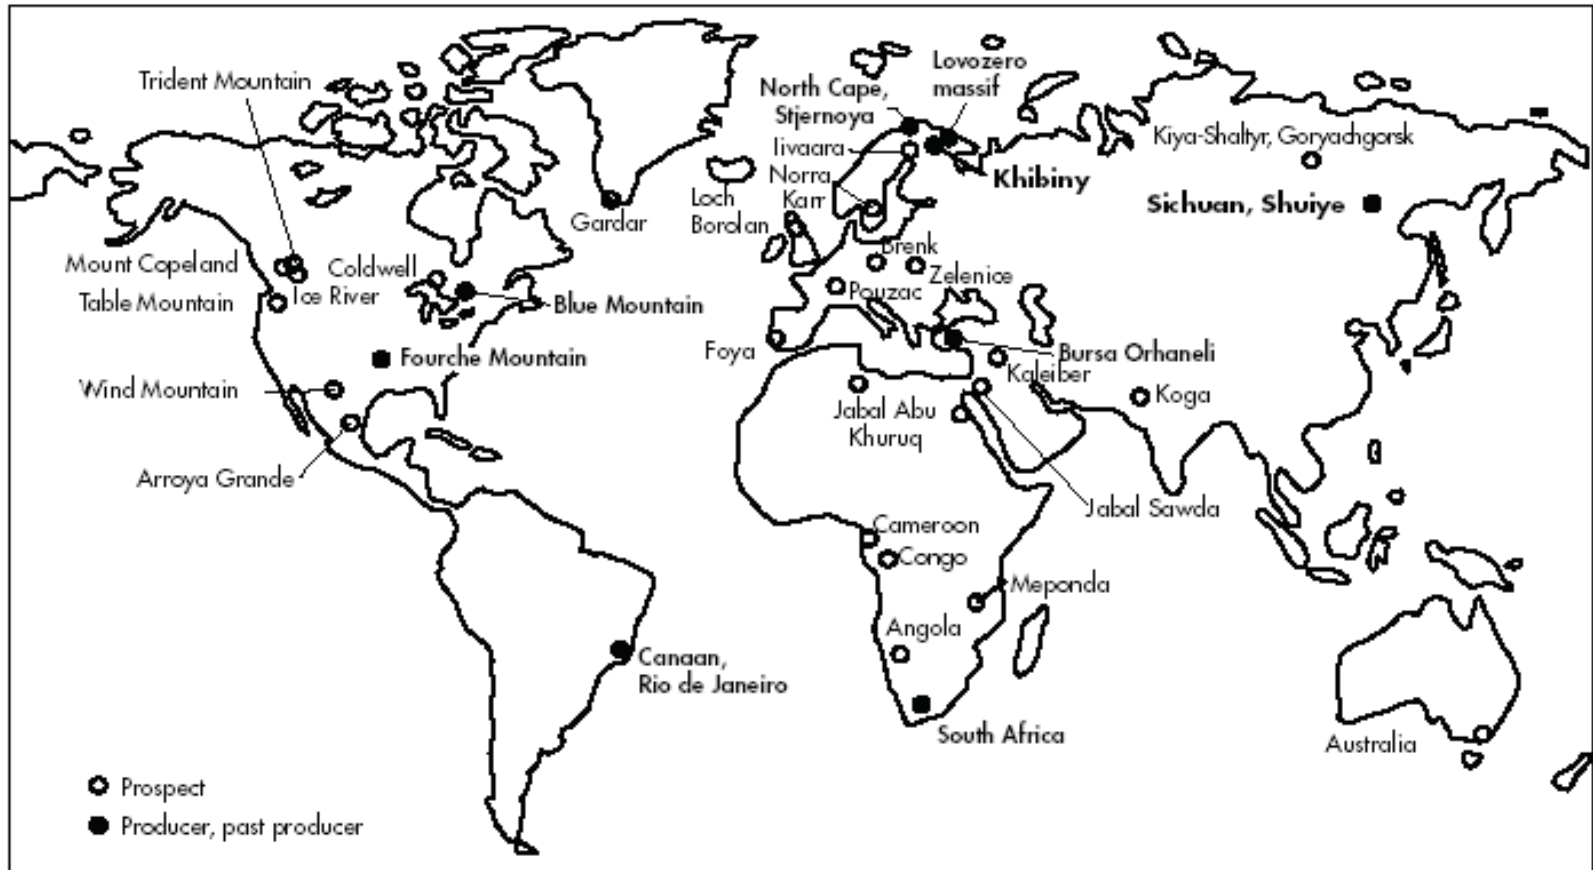 Trident Mountain
Lovozero
massif
North Cape,
Stjernoya
Iivaara
Norra
Karr
Khibiny
Kiya-Shaltyr, Goryachgorsk
Sichuan, Shuiye
Gardar
Loch
Borolan
Brenk
Zelenice
Pouzac
Mount Copeland
Table Mountain
Ice River
Coldwell
Blue Mountain
Fourche Mountain
Wind Mountain
Arroya Grande
Foya
Bursa Orhaneli
Kaleiber
Koga
Jabal Abu
Khuruq
Jabal Sawda
Cameroon
Congo
Meponda
Angola
Canaan,
Rio de Janeiro
South Africa
Australia
Prospect
Producer, past producer